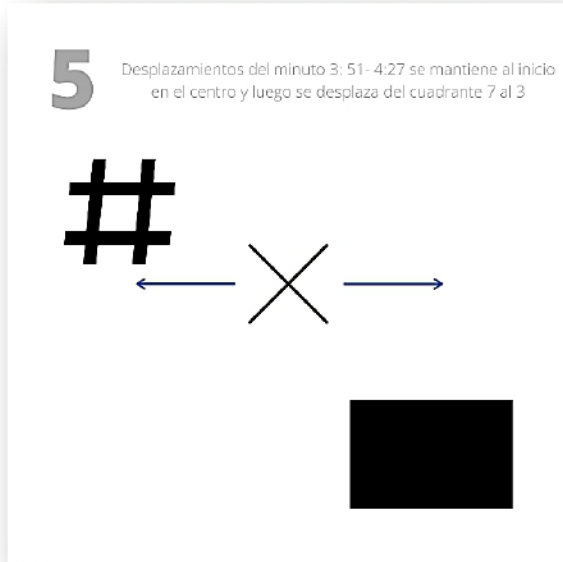 5
Desplazamientos del minuto 3: 51- 4:27 se mantiene al inicio
en el centro y luego se desplaza del cuadrante 7 al 3
#